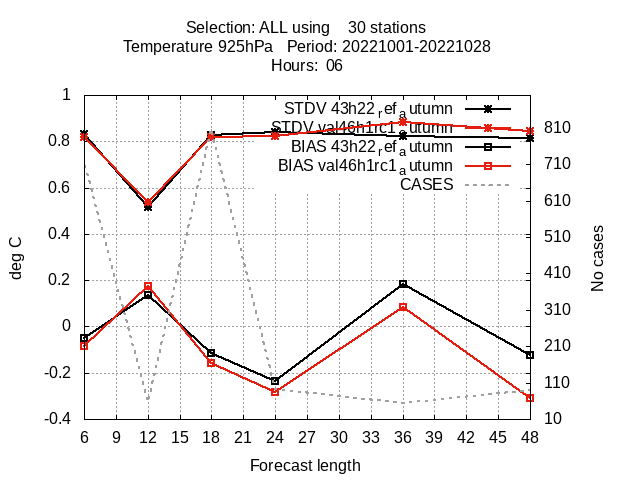 Selection: ALL using 30 stations
Temperature 925hPa Period: 20221001-20221028
Hours: 06
STDV 43h22_ref_autumn
STDV val46h1rc1_autumn
BIAS 43h22_ref_autumn
BIAS val46h1rc1_autumn
CASES
1
0.8
0.6
0.4
0.2
0
-0.2
-0.4
deg C
810
710
610
510
410
310
210
110
10
No cases
6 9 12 15 18 21 24 27 30 33 36 39 42 45 48
Forecast length